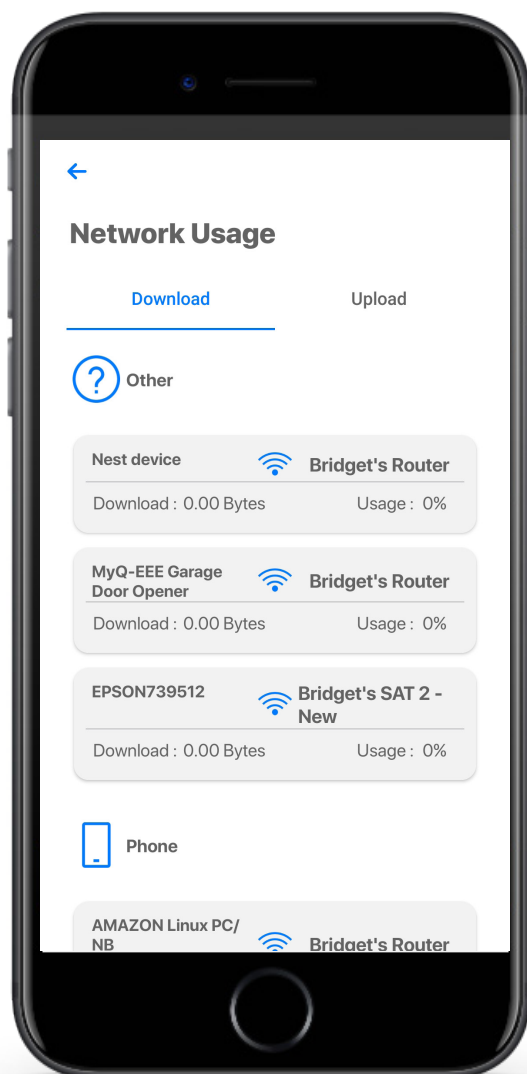 Network Usage
Download Upload
Other
Nest device Bridget's Router
Download : 0.00 Bytes Usage : 0%
MyQ-EEE Garage
Door Opener Bridget's Router
Download : 0.00 Bytes Usage : 0%
EPSON739512 Bridget's SAT 2 -
New
Download : 0.00 Bytes Usage : 0%
Phone
AMAZON Linux PC/
NB Bridget's Router